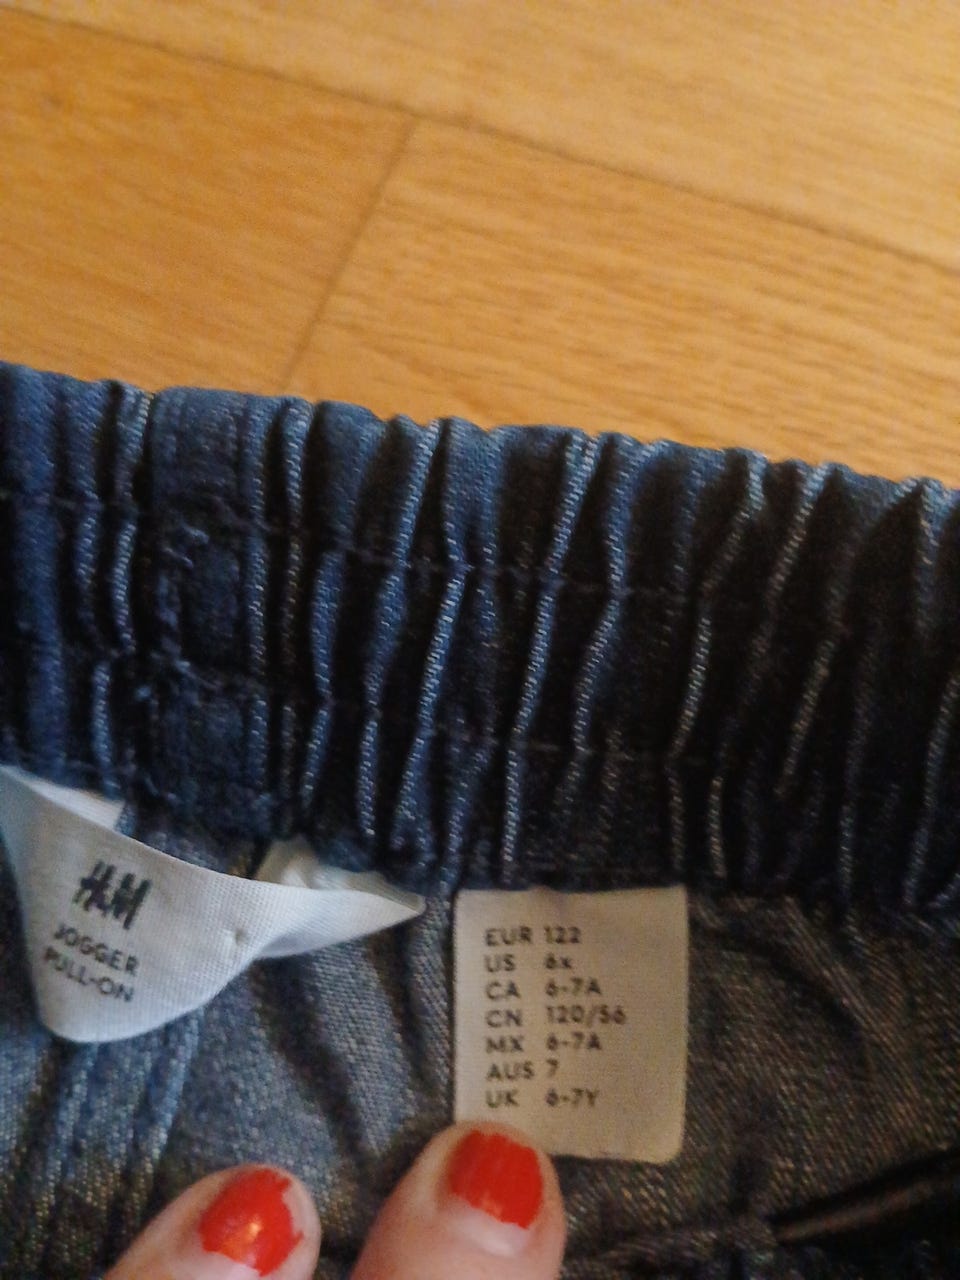 H&M
JOGGER
PULL-ON
EUR 122
US 6x
CA 6-7A
CN 120/56
MX 6-7A
AUS 7
UK 6-7Y